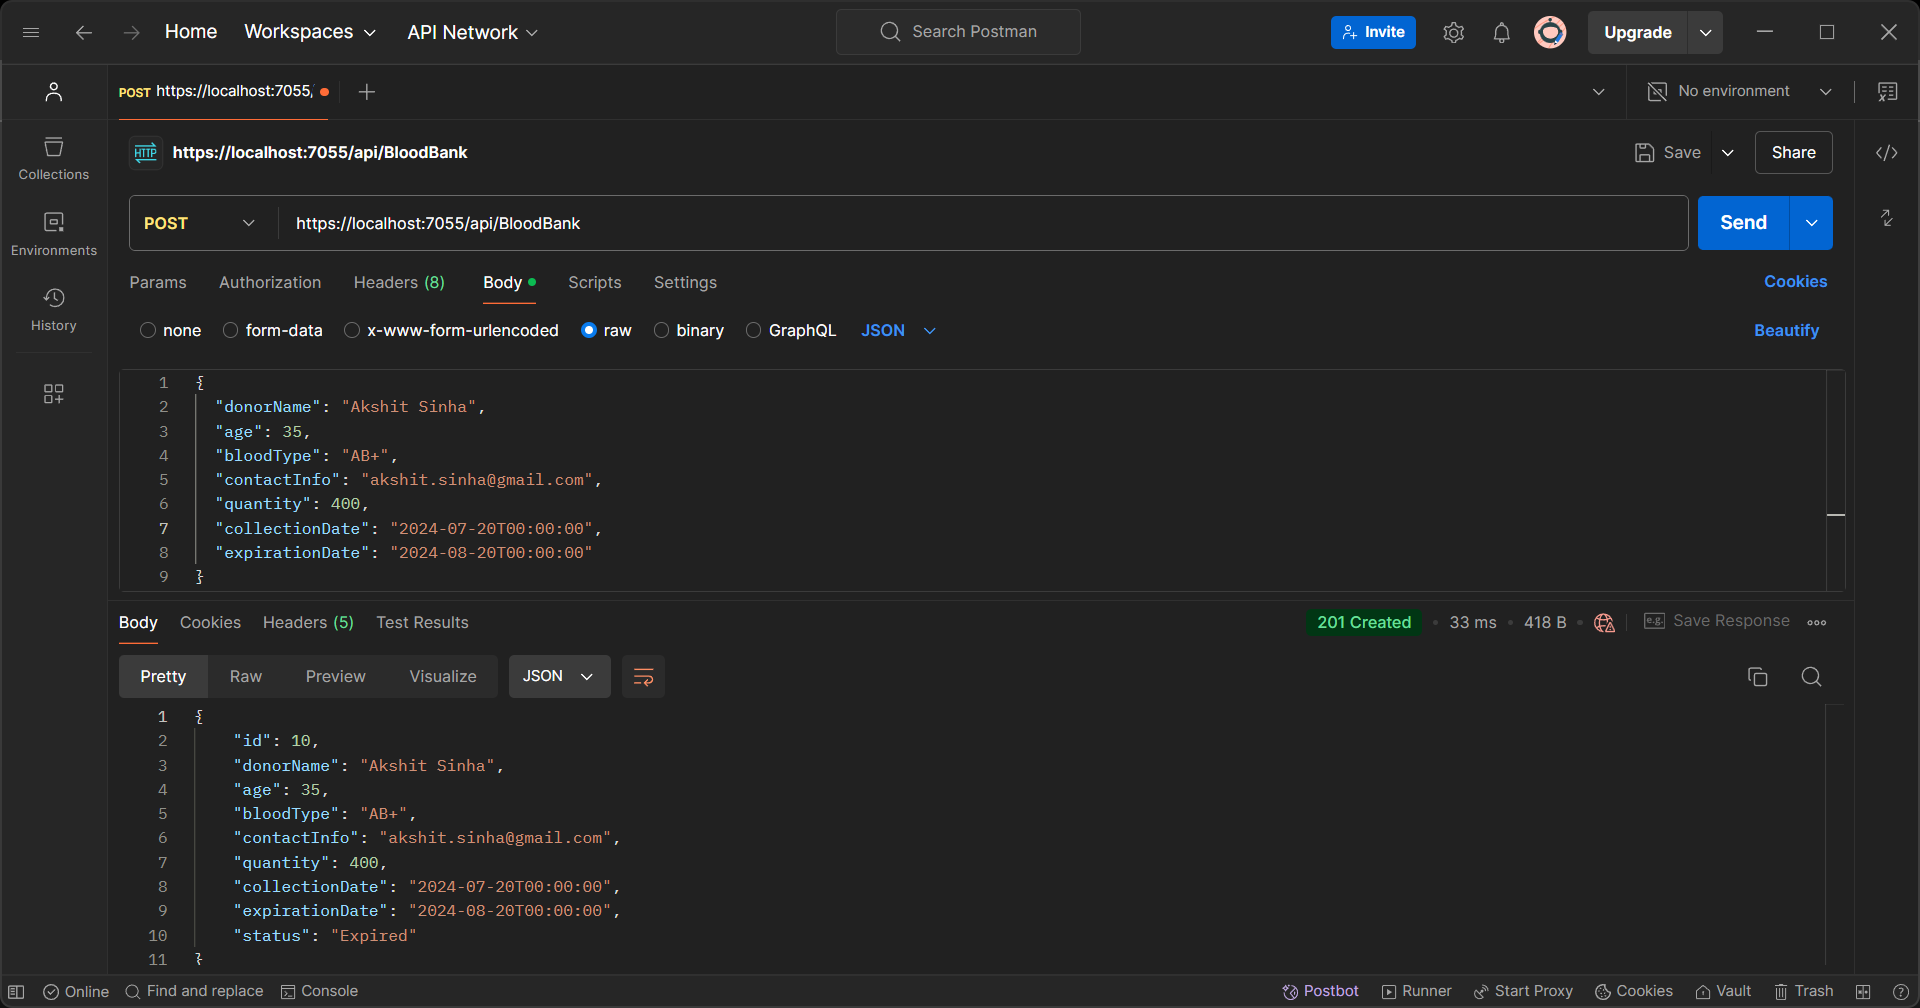 Home Workspaces API Network Search Postman Invite Upgrade
POST https://localhost:7055/ No environment
HTTP https://localhost:7055/api/BloodBank Save Share
Collections
Environments
History
POST https://localhost:7055/api/BloodBank Send
Params Authorization Headers (8) Body Scripts Settings Cookies
none form-data x-www-form-urlencoded raw binary GraphQL JSON Beautify
1 {
2 "donorName": "Akshit Sinha",
3 "age": 35,
4 "bloodType": "AB+",
5 "contactInfo": "akshit.sinha@gmail.com",
6 "quantity": 400,
7 "collectionDate": "2024-07-20T00:00:00",
8 "expirationDate": "2024-08-20T00:00:00"
9 }
Body Cookies Headers (5) Test Results 201 Created • 33 ms • 418 B • e.g. Save Response
Pretty Raw Preview Visualize JSON
1 {
2 "id": 10,
3 "donorName": "Akshit Sinha",
4 "age": 35,
5 "bloodType": "AB+",
6 "contactInfo": "akshit.sinha@gmail.com",
7 "quantity": 400,
8 "collectionDate": "2024-07-20T00:00:00",
9 "expirationDate": "2024-08-20T00:00:00",
10 "status": "Expired"
11 }
Online Find and replace Console Postbot Runner Start Proxy Cookies Vault Trash